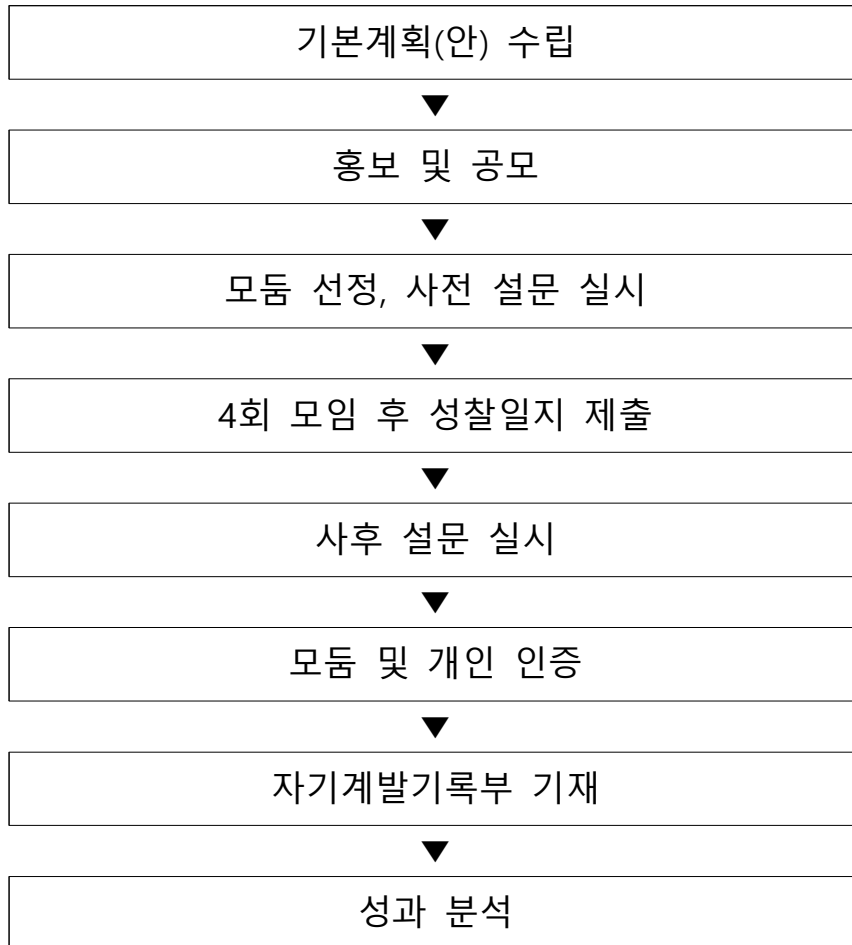 기본계획(안) 수립
홍보 및 공모
모둠 선정, 사전 설문 실시
4회 모임 후 성찰일지 제출
사후 설문 실시
모둠 및 개인 인증
자기계발기록부 기재
성과 분석